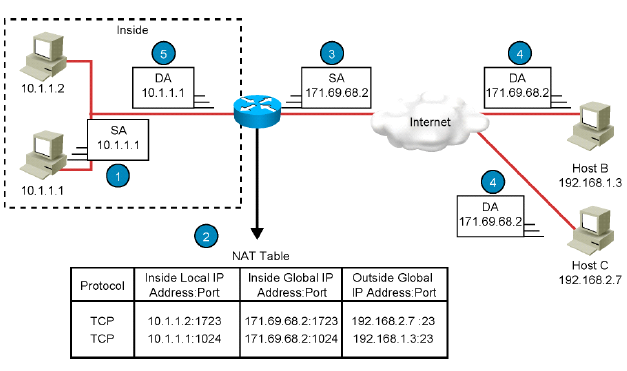 Inside
5
3
4
4
DA
10.1.1.1
SA
171.69.68.2
DA
171.69.68.2
10.1.1.2
SA
10.1.1.1
Internet
10.1.1.1
1
Host B
192.168.1.3
DA
171.69.68.2
2
NAT Table
Host C
192.168.2.7
Protocol
Inside Local IP
Address:Port
Inside Global IP
Address:Port
Outside Global
IP Address:Port
TCP 10.1.1.2:1723 171.69.68.2:1723 192.168.2.7 :23
TCP 10.1.1.1:1024 171.69.68.2:1024 192.168.1.3:23